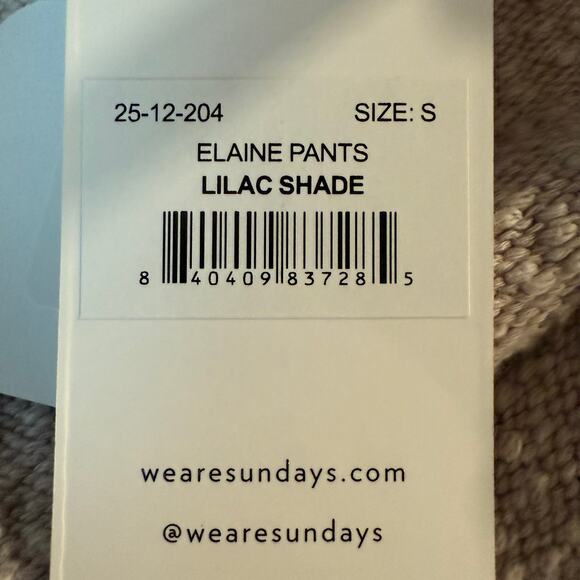 25-12-204 SIZE: S
ELAINE PANTS
LILAC SHADE
8 40409 83728 5
wearesundays.com
@wearesundays